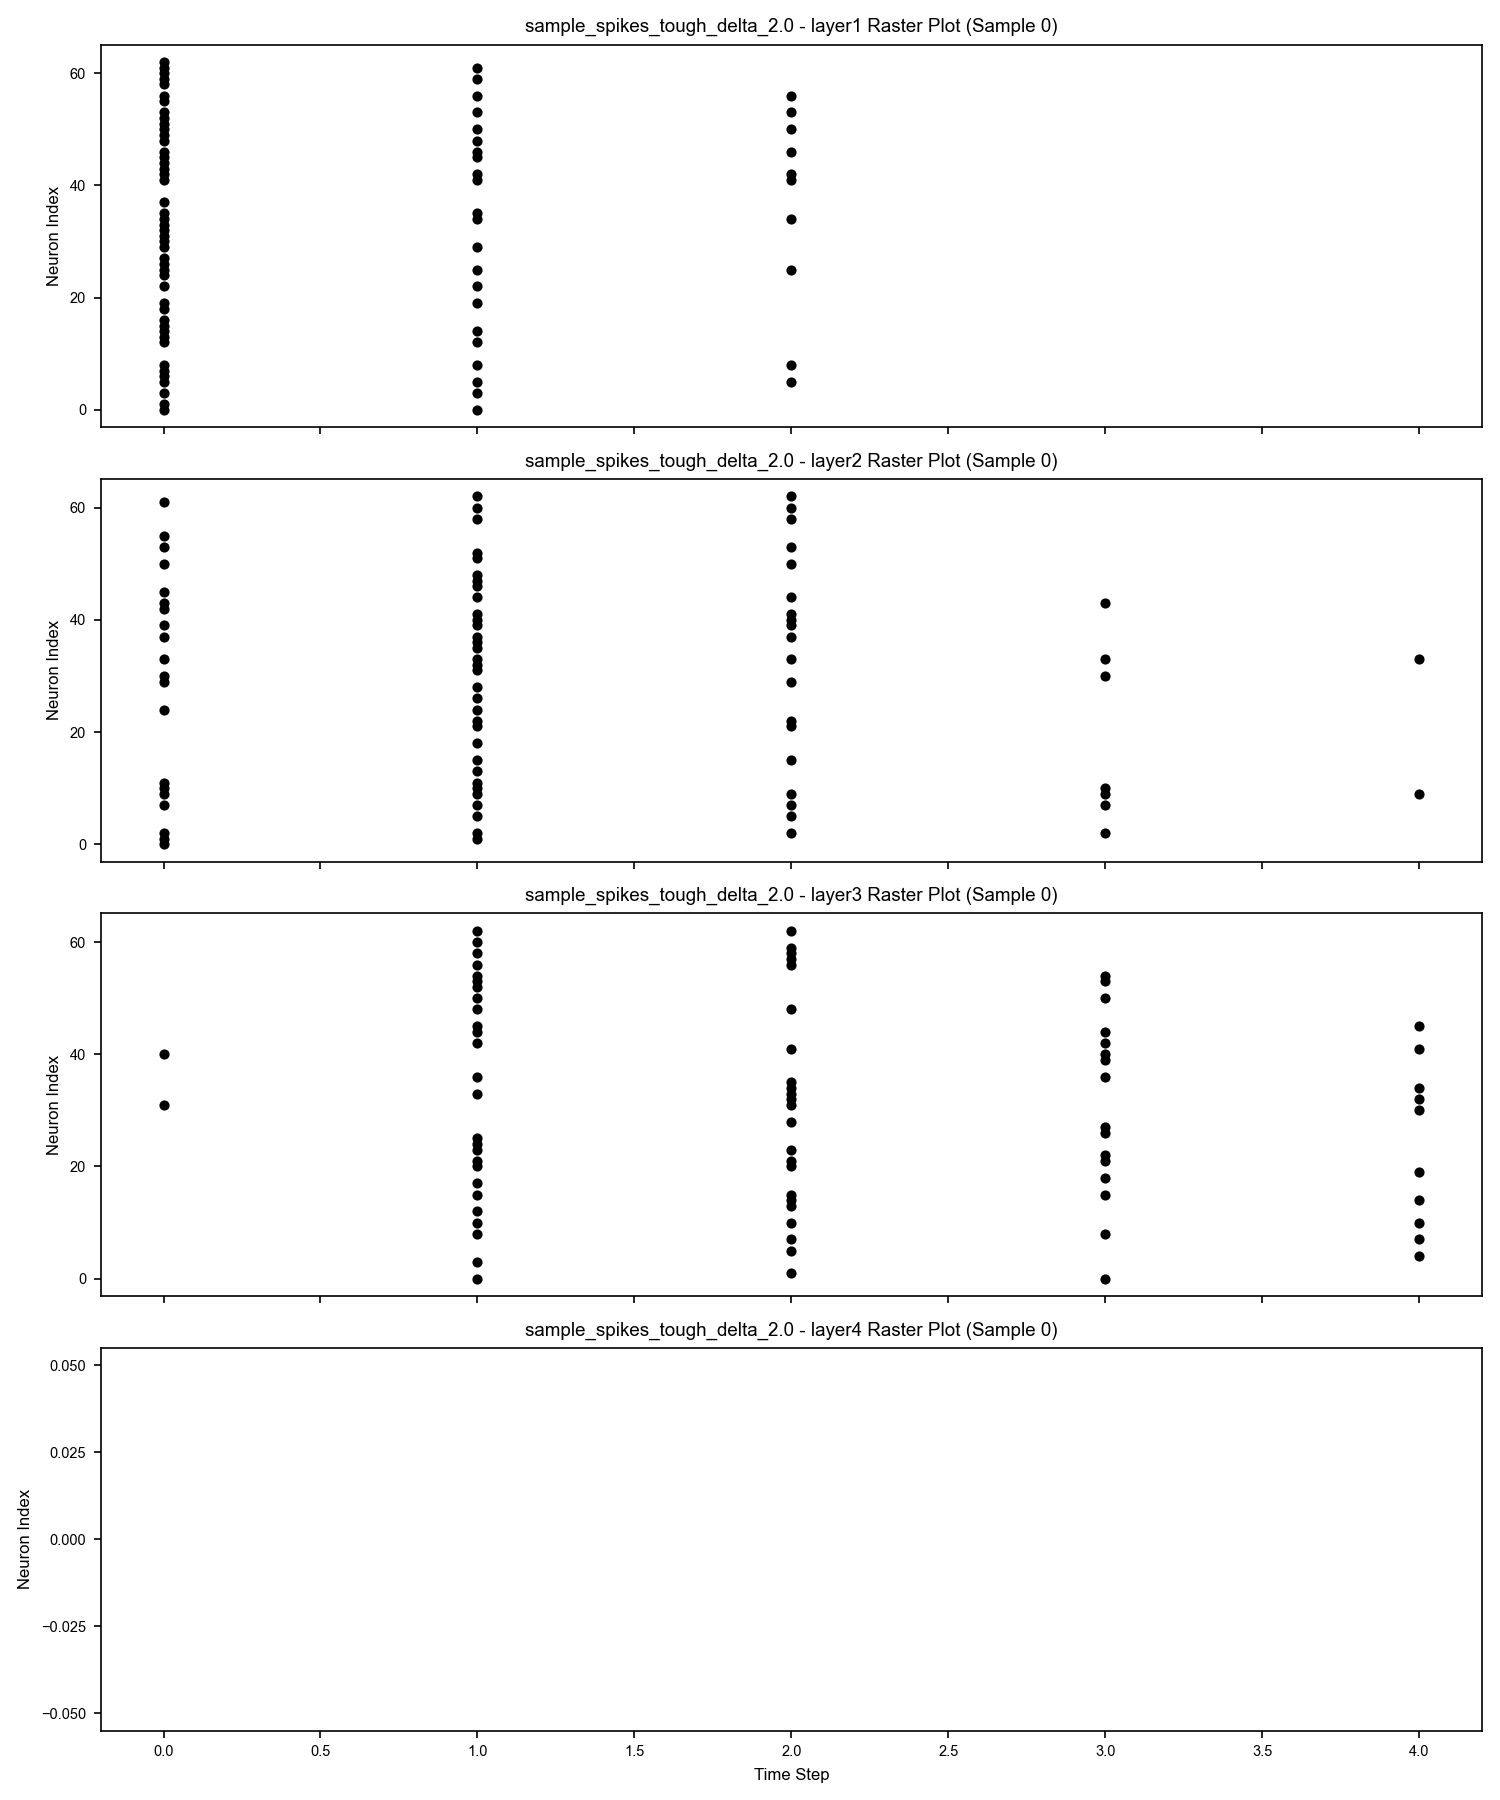 sample_spikes_tough_delta_2.0 - layer1 Raster Plot (Sample 0)
60
40
20
0
Neuron Index
sample_spikes_tough_delta_2.0 - layer2 Raster Plot (Sample 0)
60
40
20
0
Neuron Index
sample_spikes_tough_delta_2.0 - layer3 Raster Plot (Sample 0)
60
40
20
0
Neuron Index
sample_spikes_tough_delta_2.0 - layer4 Raster Plot (Sample 0)
0.050
0.025
0.000
−0.025
−0.050
Neuron Index
0.0 0.5 1.0 1.5 2.0 2.5 3.0 3.5 4.0
Time Step